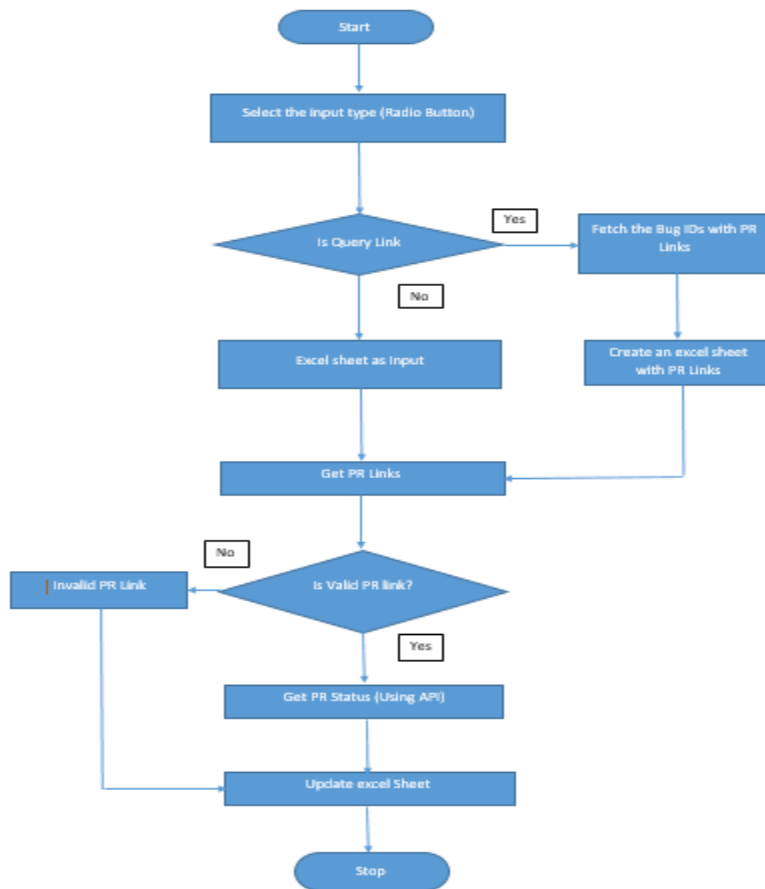 Start
Select the input type (Radio Button)
Yes
Is Query Link
Fetch the Bug IDs with PR
Links
No
Excel sheet as Input
Create an excel sheet
with PR Links
Get PR Links
No
Is Valid PR link?
Invalid PR Link
Yes
Get PR Status (Using API)
Update excel Sheet
Stop